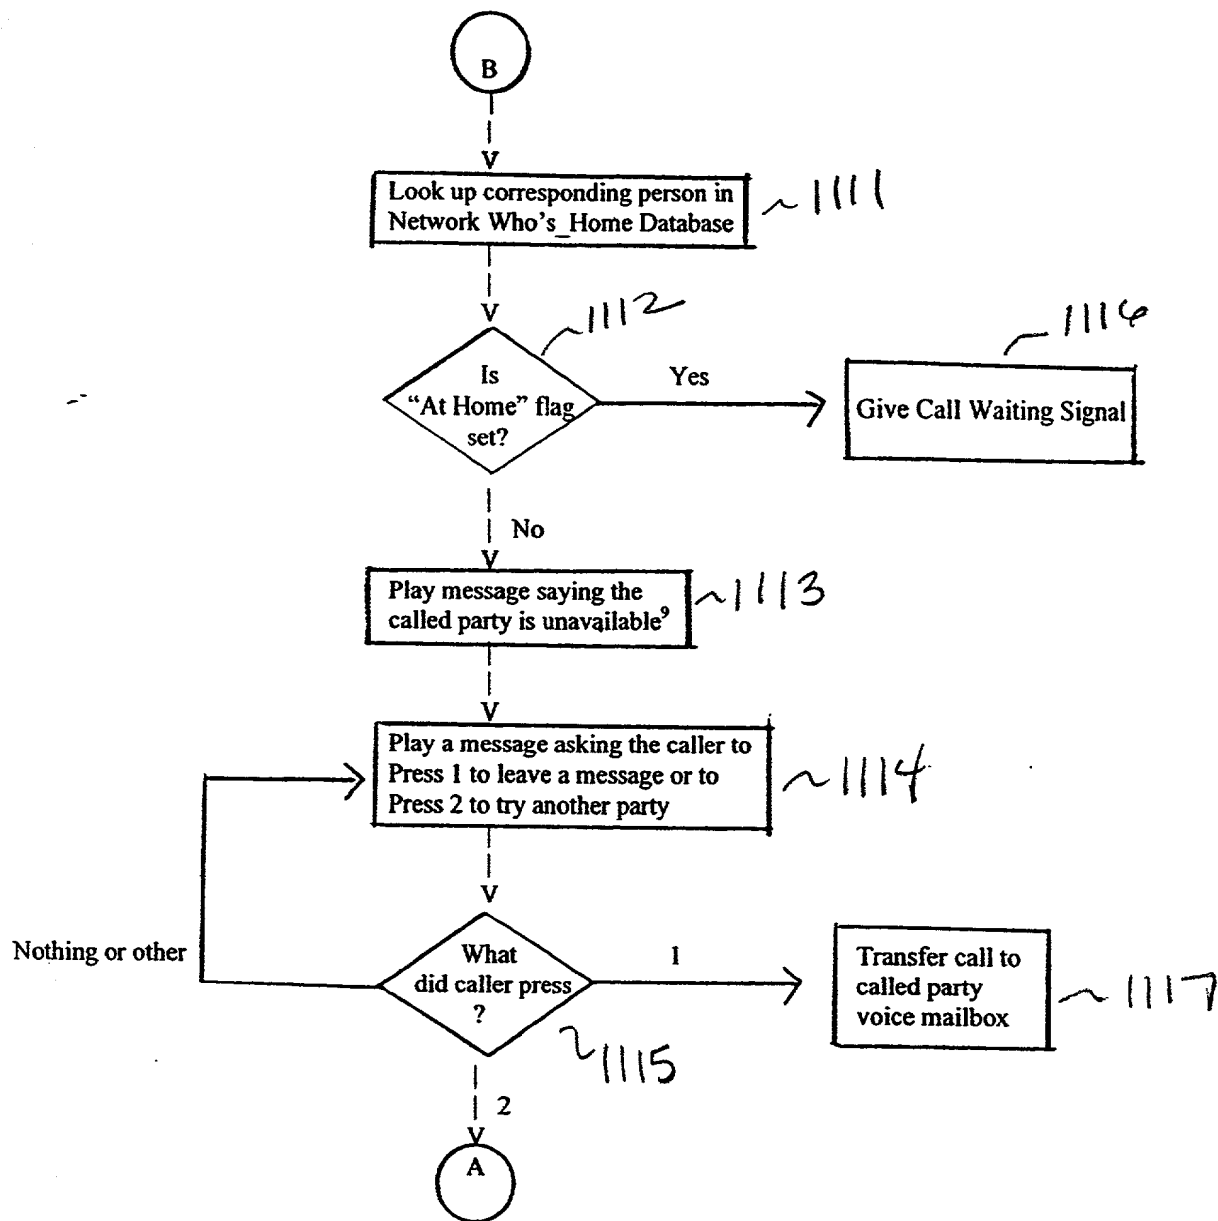 B
V
Look up corresponding person in
Network Who's_Home Database
1111
V
1112
Is
“At Home” flag
set?
Yes
1116
Give Call Waiting Signal
No
V
Play message saying the
called party is unavailable⁹
1113
V
Play a message asking the caller to
Press 1 to leave a message or to
Press 2 to try another party
1114
V
Nothing or other
What
did caller press
?
1115
1
Transfer call to
called party
voice mailbox
1117
2
V
A